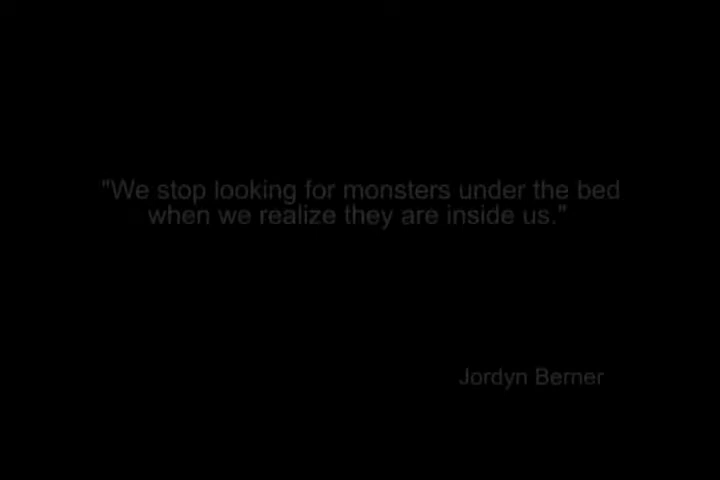 "We stop looking for monsters under the bed
when we realize they are inside us."
Jordyn Berner